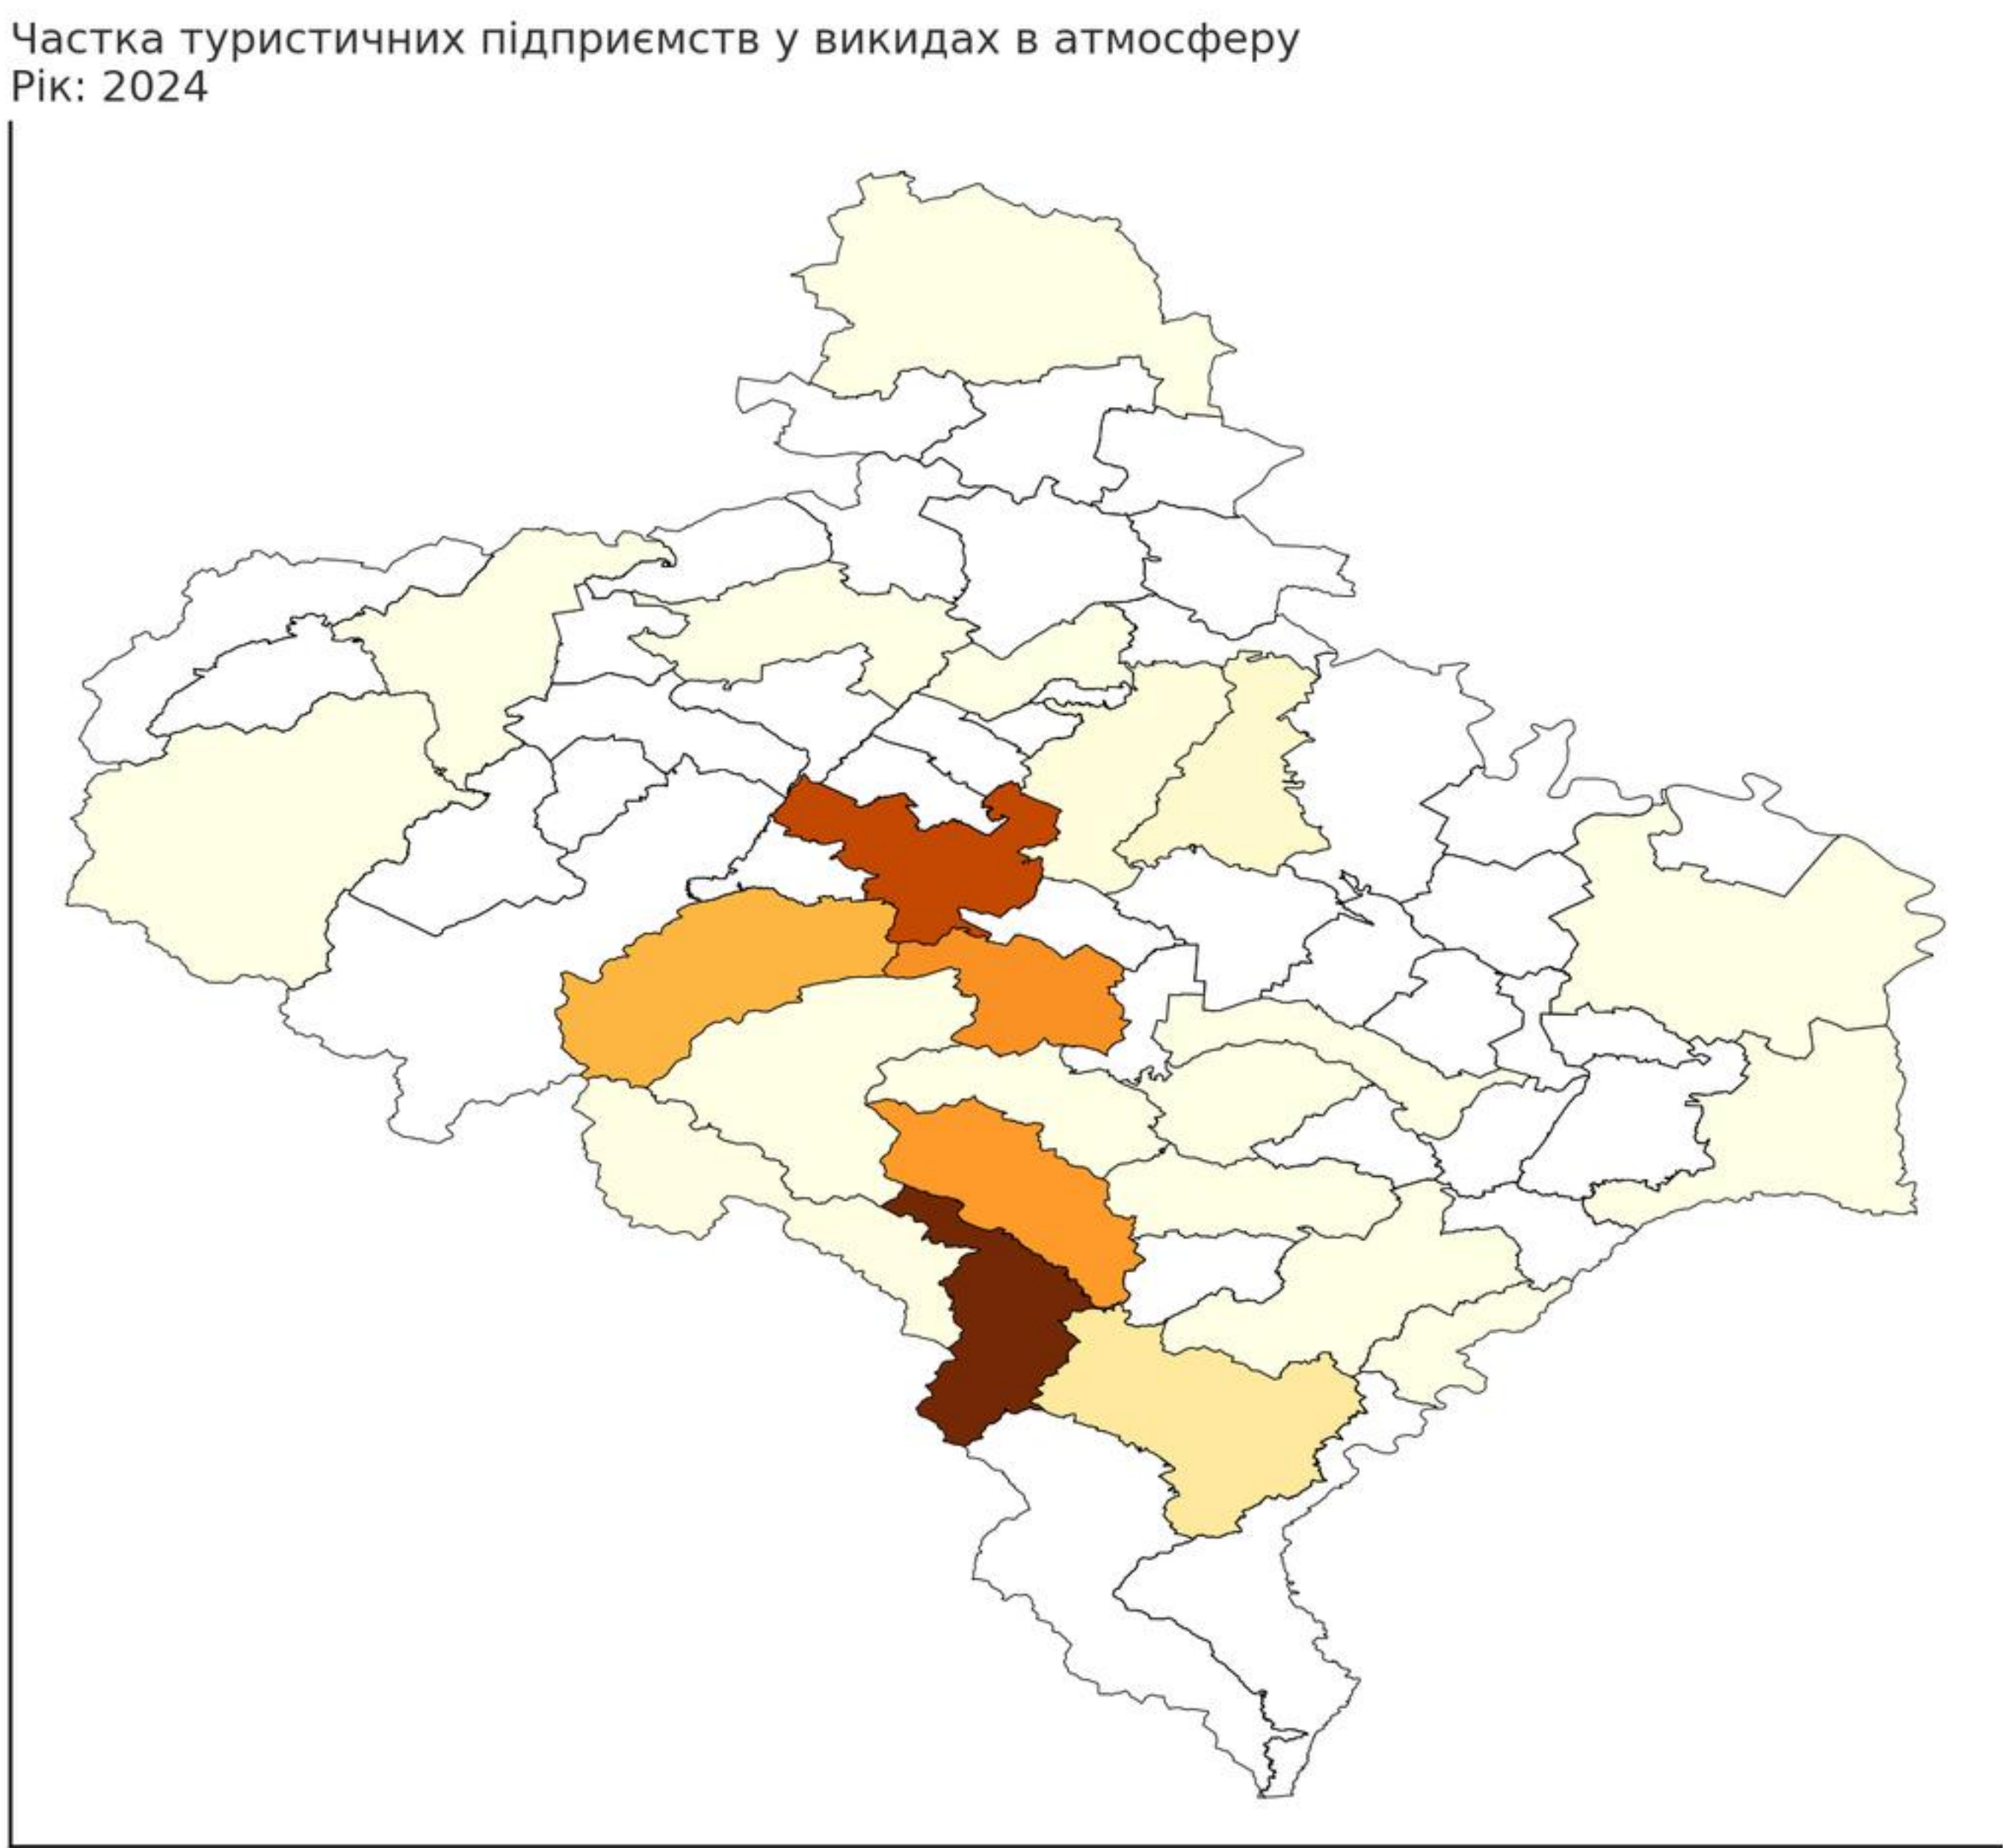 Частка туристичних підприємств у викидах в атмосферу
Рік: 2024